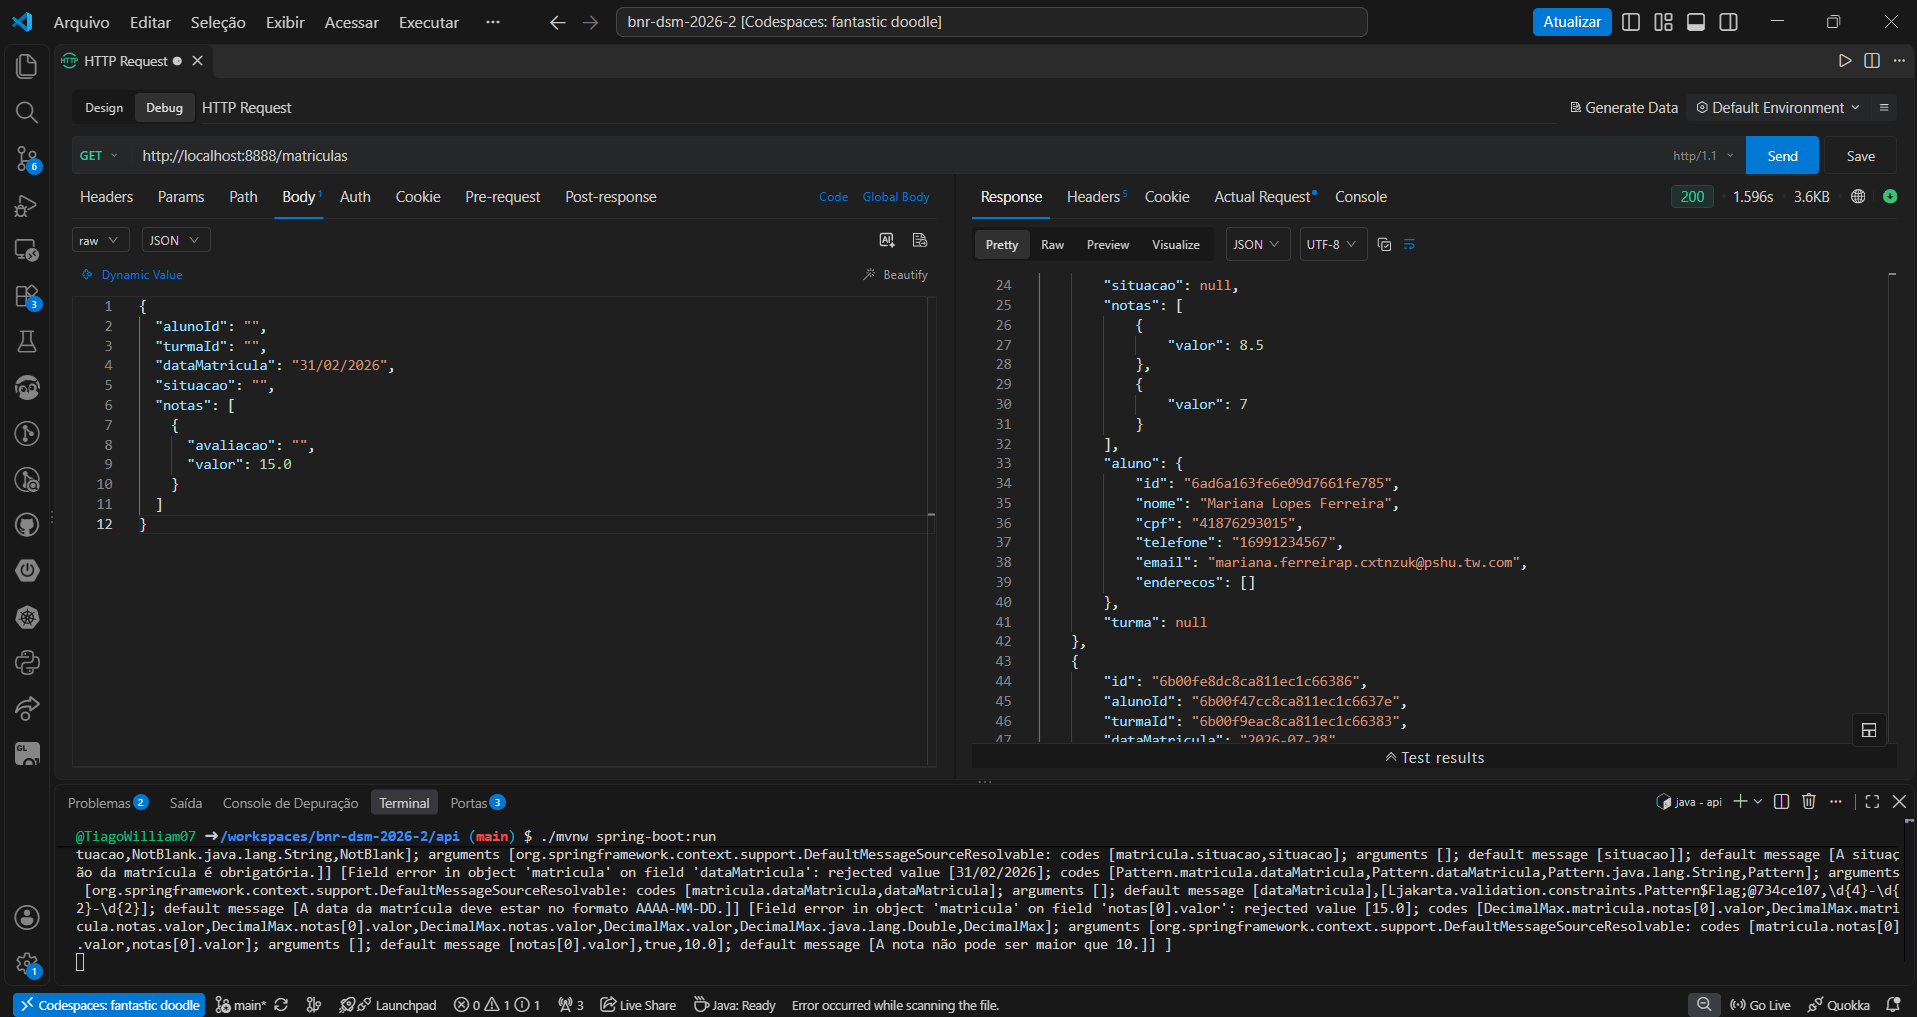 Arquivo Editar Seleção Exibir Acessar Executar ··· bnr-dsm-2026-2 [Codespaces: fantastic doodle] Atualizar
HTTP HTTP Request
Design Debug HTTP Request Generate Data Default Environment
GET http://localhost:8888/matriculas http/1.1 Send Save
Headers Params Path Body 1 Auth Cookie Pre-request Post-response Code Global Body
raw JSON
Dynamic Value Beautify
1 {
2 "alunoId": "",
3 "turmaId": "",
4 "dataMatricula": "31/02/2026",
5 "situacao": "",
6 "notas": [
7 {
8 "avaliacao": "",
9 "valor": 15.0
10 }
11 ]
12 }
Response Headers 5 Cookie Actual Request Console 200 1.596s 3.6KB
Pretty Raw Preview Visualize JSON UTF-8
24 "situacao": null,
25 "notas": [
26 {
27 "valor": 8.5
28 },
29 {
30 "valor": 7
31 }
32 ],
33 "aluno": {
34 "id": "6ad6a163fe6e09d7661fe785",
35 "nome": "Mariana Lopes Ferreira",
36 "cpf": "41876293015",
37 "telefone": "16991234567",
38 "email": "mariana.ferreirap.cxtnzuk@pshu.tw.com",
39 "enderecos": []
40 },
41 "turma": null
42 },
43 {
44 "id": "6b00fe8dc8ca811ec1c66386",
45 "alunoId": "6b00f47cc8ca811ec1c6637e",
46 "turmaId": "6b00f9eac8ca811ec1c66383",
47 "dataMatricula": "2026-07-28"
Test results
6
3
GL
1
Problemas 2 Saída Console de Depuração Terminal Portas 3 java - api
@TiagoWilliam07 ➜ /workspaces/bnr-dsm-2026-2/api (main) $ ./mvnw spring-boot:run
tuacao,NotBlank.java.lang.String,NotBlank]; arguments [org.springframework.context.support.DefaultMessageSourceResolvable: codes [matricula.situacao,situacao]; arguments []; default message [situacao]]; default message [A situaç
ão da matrícula é obrigatória.]] [Field error in object 'matricula' on field 'dataMatricula': rejected value [31/02/2026]; codes [Pattern.matricula.dataMatricula,Pattern.dataMatricula,Pattern.java.lang.String,Pattern]; arguments
[org.springframework.context.support.DefaultMessageSourceResolvable: codes [matricula.dataMatricula,dataMatricula]; arguments []; default message [dataMatricula],[Ljakarta.validation.constraints.Pattern$Flag;@734ce107,\d{4}-\d{
2}-\d{2}]; default message [A data da matrícula deve estar no formato AAAA-MM-DD.]] [Field error in object 'matricula' on field 'notas[0].valor': rejected value [15.0]; codes [DecimalMax.matricula.notas[0].valor,DecimalMax.matri
cula.notas.valor,DecimalMax.notas[0].valor,DecimalMax.notas.valor,DecimalMax.valor,DecimalMax.java.lang.Double,DecimalMax]; arguments [org.springframework.context.support.DefaultMessageSourceResolvable: codes [matricula.notas[0]
.valor,notas[0].valor]; arguments []; default message [notas[0].valor],true,10.0]; default message [A nota não pode ser maior que 10.]] ]
Codespaces: fantastic doodle main* Launchpad 0 1 1 3 Live Share Java: Ready Error occurred while scanning the file. Go Live Quokka